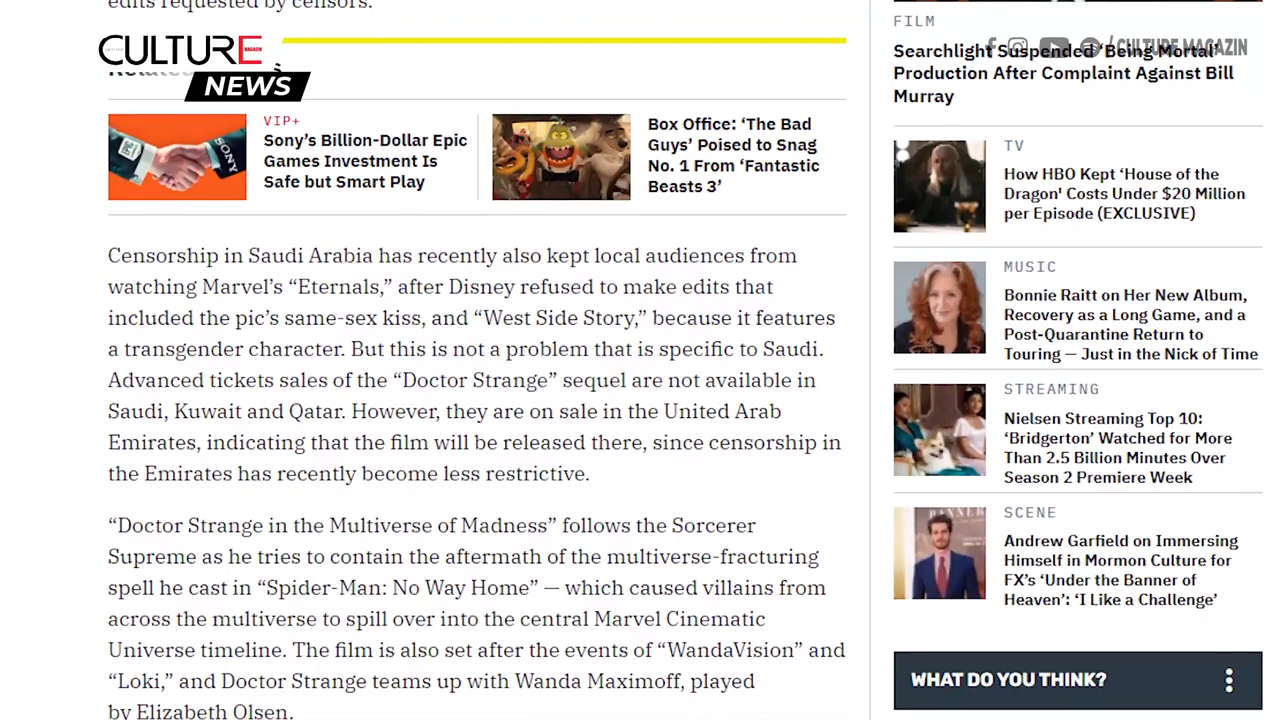 edits requested by censors.
CULTURE
MAGAZIN
NEWS
VIP+
Sony’s Billion-Dollar Epic
Games Investment Is
Safe but Smart Play
EPIC
GAMES
SONY
Box Office: ‘The Bad
Guys’ Poised to Snag
No. 1 From ‘Fantastic
Beasts 3’
Censorship in Saudi Arabia has recently also kept local audiences from
watching Marvel’s “Eternals,” after Disney refused to make edits that
included the pic’s same-sex kiss, and “West Side Story,” because it features
a transgender character. But this is not a problem that is specific to Saudi.
Advanced tickets sales of the “Doctor Strange” sequel are not available in
Saudi, Kuwait and Qatar. However, they are on sale in the United Arab
Emirates, indicating that the film will be released there, since censorship in
the Emirates has recently become less restrictive.
“Doctor Strange in the Multiverse of Madness” follows the Sorcerer
Supreme as he tries to contain the aftermath of the multiverse-fracturing
spell he cast in “Spider-Man: No Way Home” — which caused villains from
across the multiverse to spill over into the central Marvel Cinematic
Universe timeline. The film is also set after the events of “WandaVision” and
“Loki,” and Doctor Strange teams up with Wanda Maximoff, played
by Elizabeth Olsen.
FILM
/ CULTURE MAGAZIN
Searchlight Suspended ‘Being Mortal’
Production After Complaint Against Bill
Murray
TV
How HBO Kept ‘House of the
Dragon' Costs Under $20 Million
per Episode (EXCLUSIVE)
MUSIC
Bonnie Raitt on Her New Album,
Recovery as a Long Game, and a
Post-Quarantine Return to
Touring — Just in the Nick of Time
STREAMING
Nielsen Streaming Top 10:
‘Bridgerton’ Watched for More
Than 2.5 Billion Minutes Over
Season 2 Premiere Week
SCENE
Andrew Garfield on Immersing
Himself in Mormon Culture for
FX’s ‘Under the Banner of
Heaven’: ‘I Like a Challenge’
WHAT DO YOU THINK?